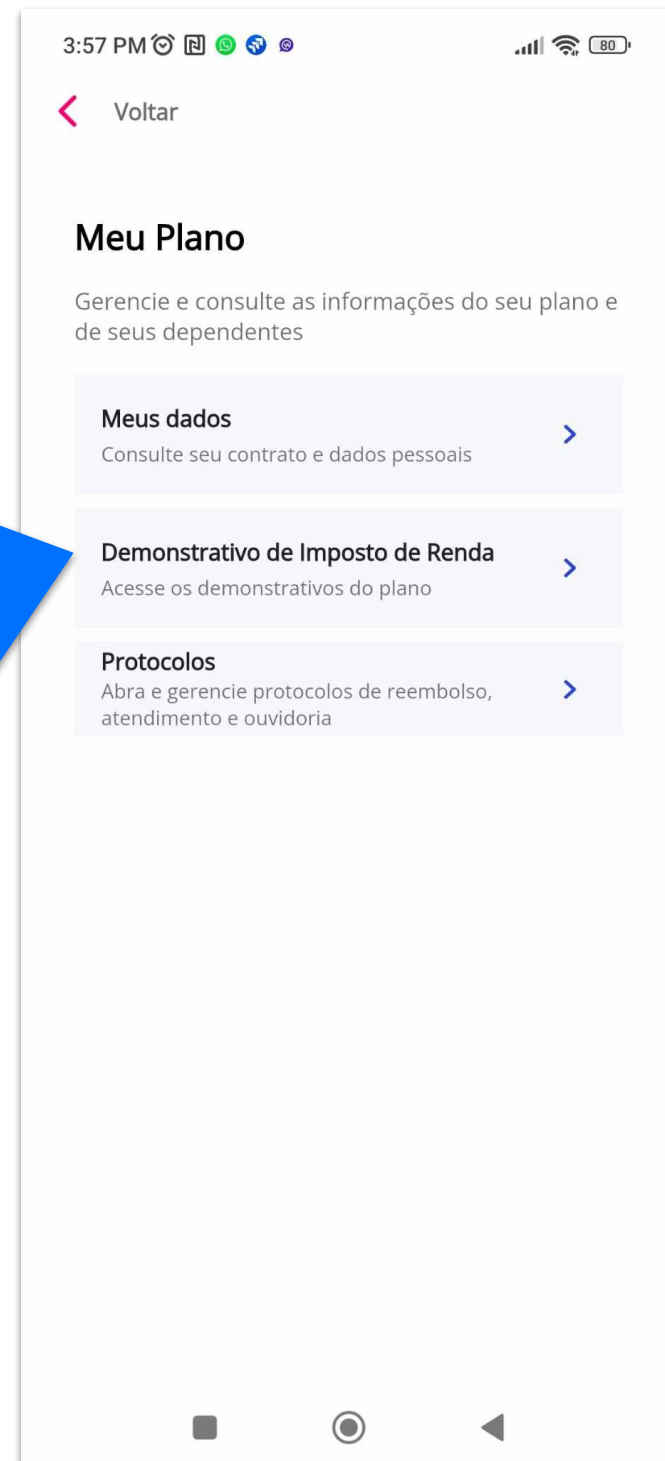 3:57 PM
80
Voltar
Meu Plano
Gerencie e consulte as informações do seu plano e
de seus dependentes
Meus dados
Consulte seu contrato e dados pessoais
Demonstrativo de Imposto de Renda
Acesse os demonstrativos do plano
Protocolos
Abra e gerencie protocolos de reembolso,
atendimento e ouvidoria